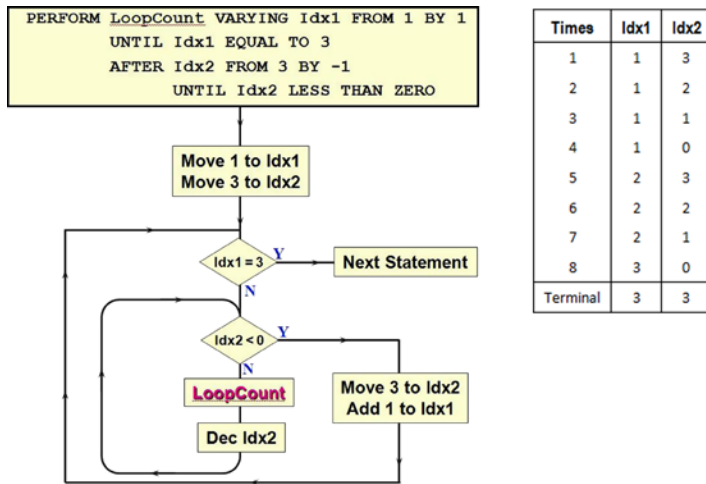 PERFORM LoopCount VARYING Idx1 FROM 1 BY 1
UNTIL Idx1 EQUAL TO 3
AFTER Idx2 FROM 3 BY -1
UNTIL Idx2 LESS THAN ZERO
Move 1 to Idx1
Move 3 to Idx2
Idx1 = 3
Y
Next Statement
N
Idx2 < 0
Y
N
LoopCount
Dec Idx2
Move 3 to Idx2
Add 1 to Idx1
Times Idx1 Idx2
1 1 3
2 1 2
3 1 1
4 1 0
5 2 3
6 2 2
7 2 1
8 3 0
Terminal 3 3